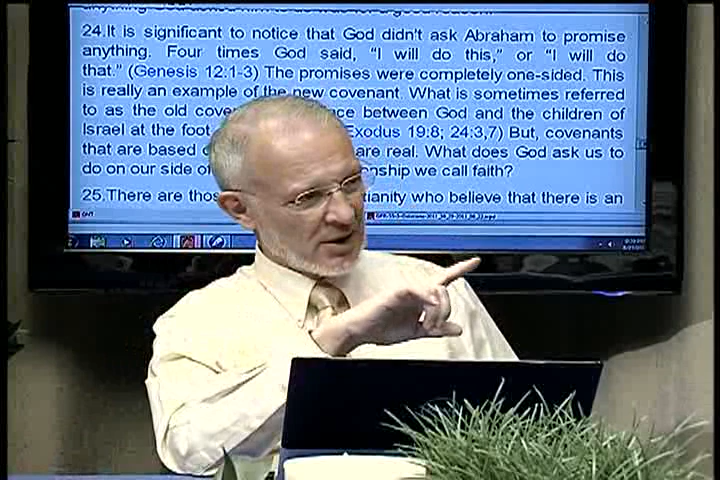 24.It is significant to notice that God didn't ask Abraham to promise
anything. Four times God said, "I will do this," or "I will do
that." (Genesis 12:1-3) The promises were completely one-sided. This
is really an example of the new covenant. What is sometimes referred
to as the old between God and the children of
Israel at the foot Exodus 19:8; 24:3,7) But, covenants
that are based are real. What does God ask us to
do on our side of we call faith?
25.There are who believe that there is an